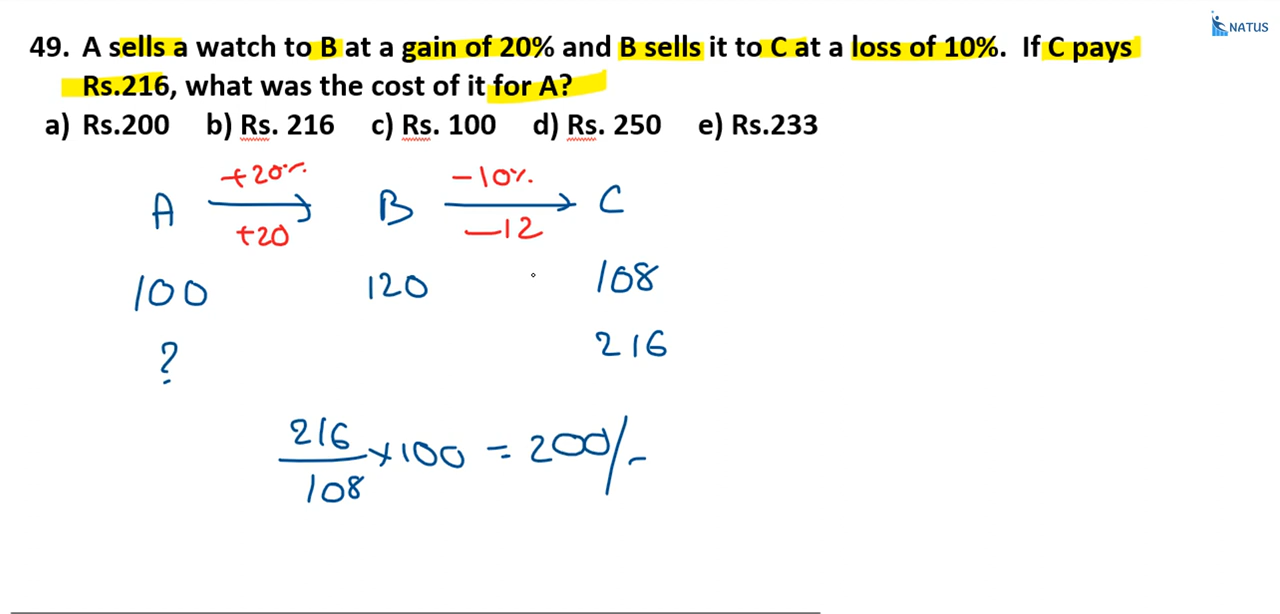 NATUS
49. A sells a watch to B at a gain of 20% and B sells it to C at a loss of 10%. If C pays
Rs.216, what was the cost of it for A?
a) Rs.200 b) Rs. 216 c) Rs. 100 d) Rs. 250 e) Rs.233
+20% -10%
A B C
+20 -12
100 120 108
? 216
216/108 × 100 = 200/-